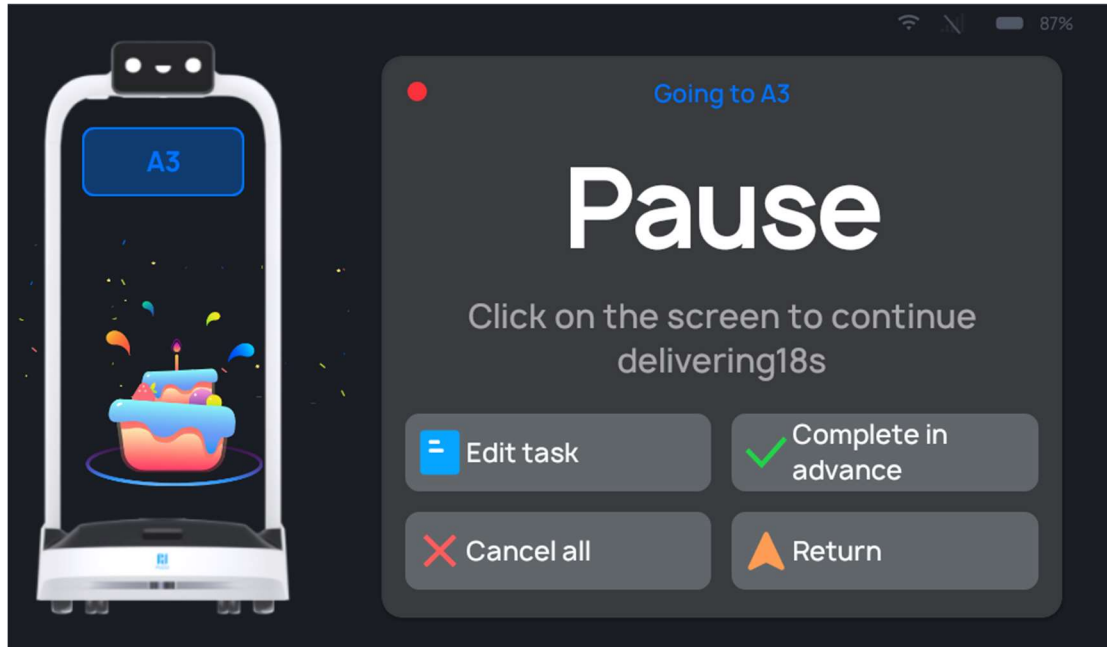 87%
A3
Going to A3
Pause
Click on the screen to continue
delivering18s
Edit task
Complete in
advance
Cancel all
Return